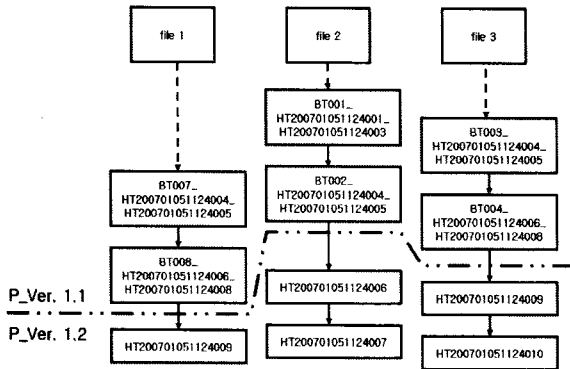 file 1
file 2
file 3
BT001_
HT200701051124001_
HT200701051124003
BT003_
HT200701051124004_
HT200701051124005
BT007_
HT200701051124004_
HT200701051124005
BT002_
HT200701051124004_
HT200701051124005
BT004_
HT200701051124006_
HT200701051124008
BT008_
HT200701051124006_
HT200701051124008
P_Ver. 1.1
HT200701051124006
HT200701051124009
P_Ver. 1.2
HT200701051124009
HT200701051124007
HT200701051124010